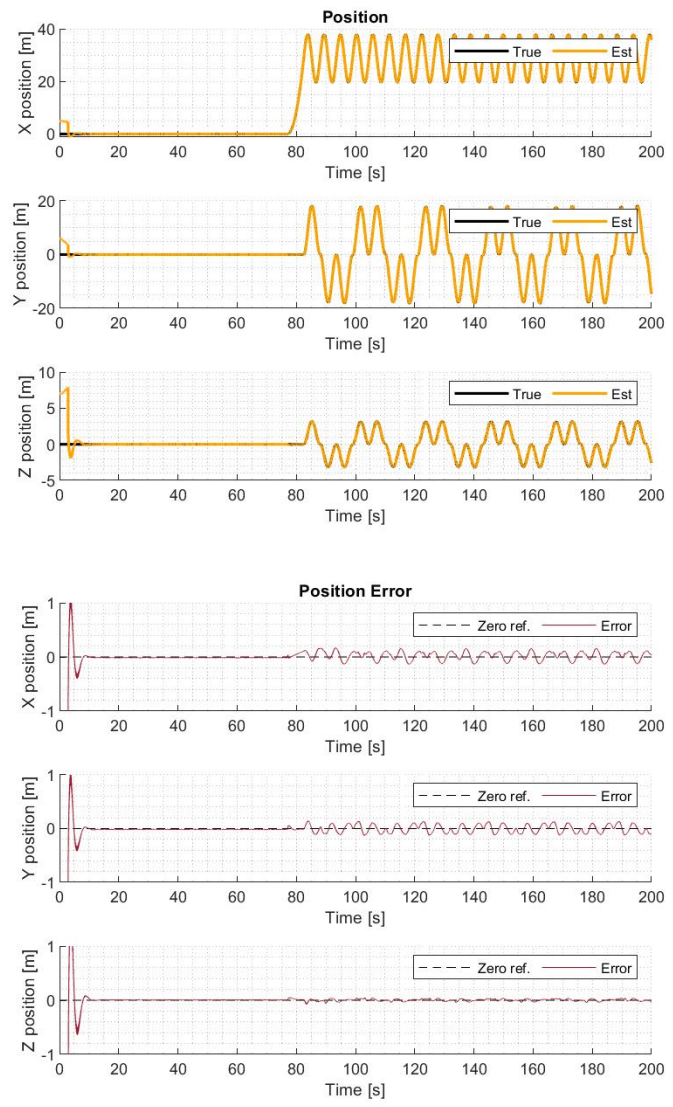 Position
40
20
0
X position [m]
True Est
0 20 40 60 80 100 120 140 160 180 200
Time [s]
20
0
-20
Y position [m]
True Est
0 20 40 60 80 100 120 140 160 180 200
Time [s]
10
5
0
-5
Z position [m]
True Est
0 20 40 60 80 100 120 140 160 180 200
Time [s]
Position Error
1
0
-1
X position [m]
Zero ref. Error
0 20 40 60 80 100 120 140 160 180 200
Time [s]
1
0
-1
Y position [m]
Zero ref. Error
0 20 40 60 80 100 120 140 160 180 200
Time [s]
1
0
-1
Z position [m]
Zero ref. Error
0 20 40 60 80 100 120 140 160 180 200
Time [s]